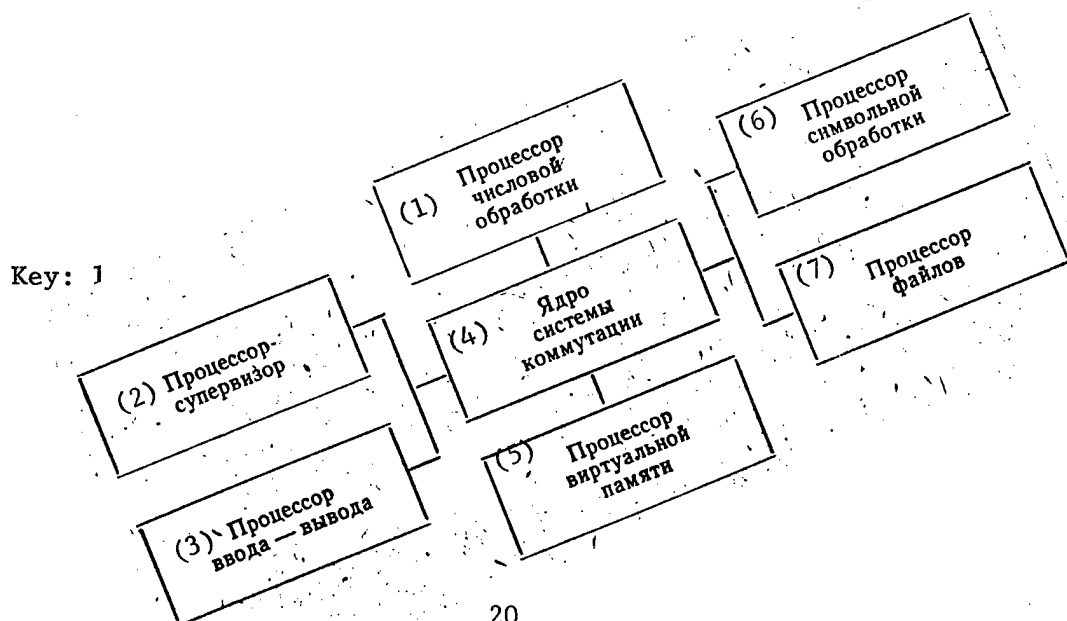 (1) Процессор
числовой
обработки
(6) Процессор
символьной
обработки
Key:
(2) Процессор-
супервизор
(4) Ядро
системы
коммутации
(7) Процессор
файлов
(3) Процессор
ввода — вывода
(5) Процессор
виртуальной
памяти
20